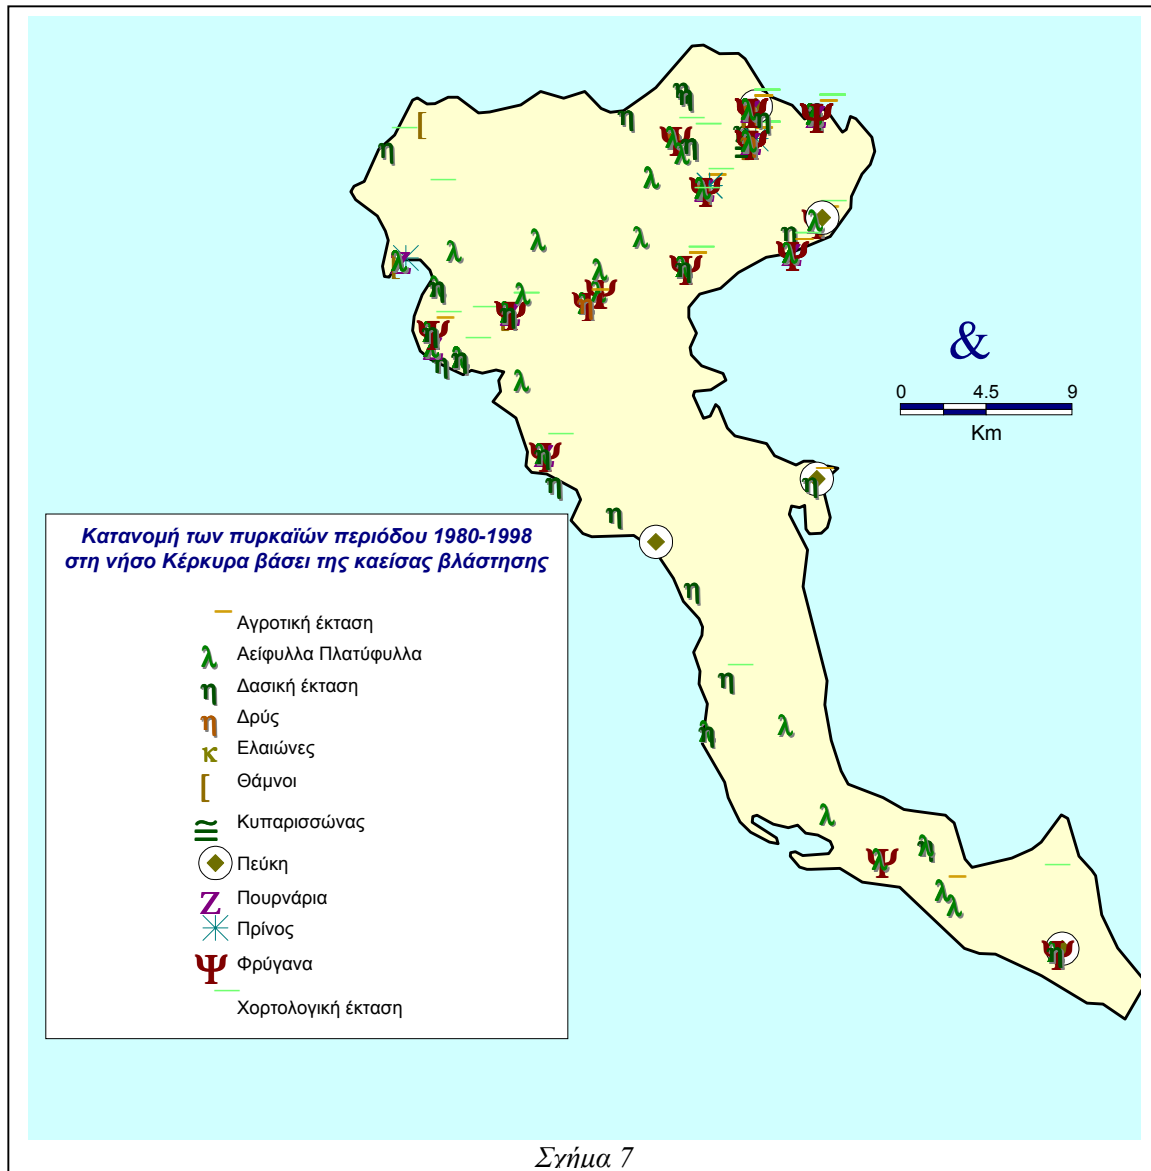 &
0 4.5 9
Km
Κατανομή των πυρκαϊών περιόδου 1980-1998
στη νήσο Κέρκυρα βάσει της καείσας βλάστησης
Αγροτική έκταση
λ Αείφυλλα Πλατύφυλλα
η Δασική έκταση
η Δρύς
κ Ελαιώνες
[ Θάμνοι
≅ Κυπαρισσώνας
Πεύκη
Ζ Πουρνάρια
Πρίνος
Ψ Φρύγανα
Χορτολογική έκταση
Σχήμα 7